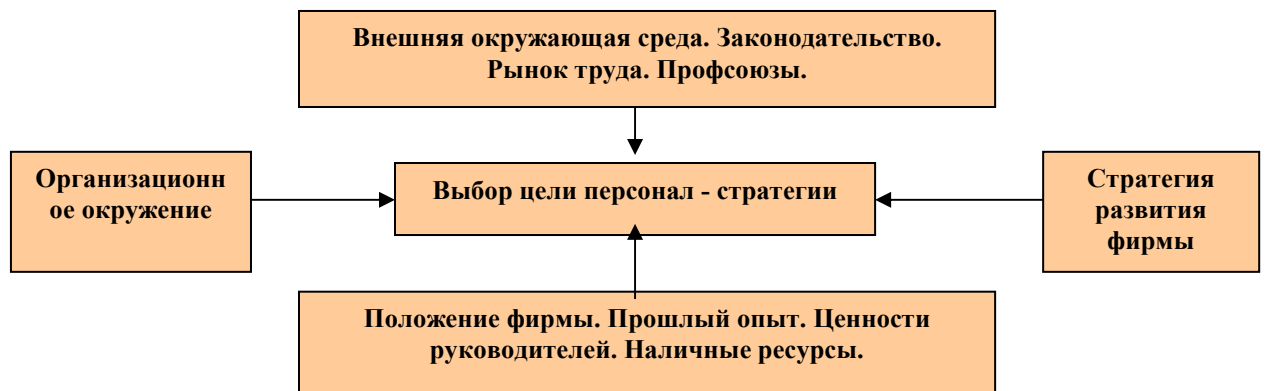 Внешняя окружающая среда. Законодательство.
Рынок труда. Профсоюзы.
Организационн
ое окружение
Выбор цели персонал - стратегии
Стратегия
развития
фирмы
Положение фирмы. Прошлый опыт. Ценности
руководителей. Наличные ресурсы.